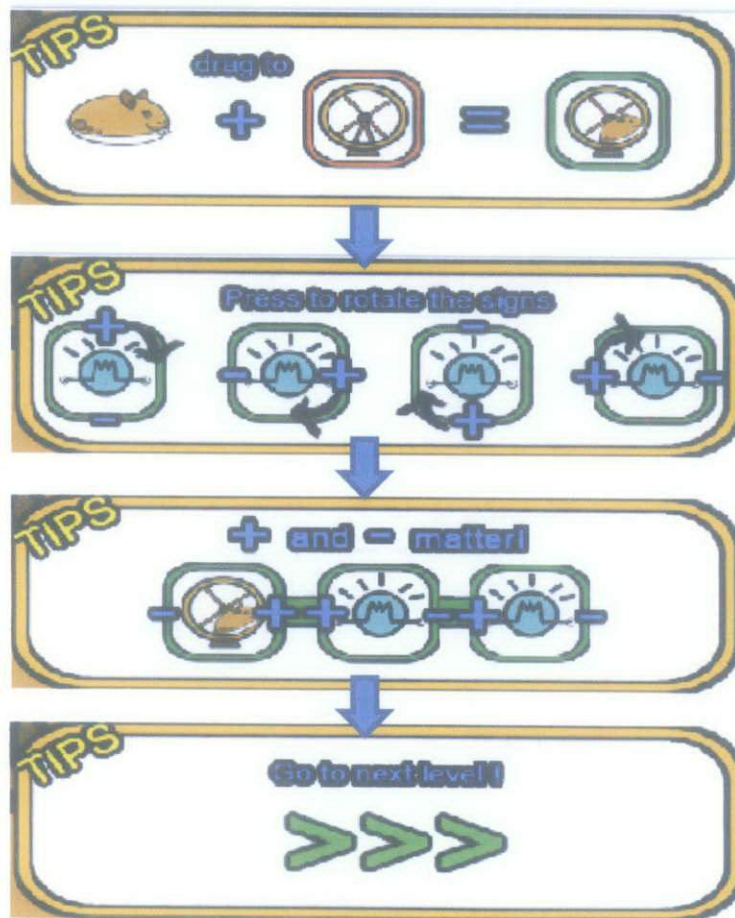 TIPS
drag to
+ =
TIPS
Press to rotate the signs
+ - - +
- + + -
TIPS
+ and - matter!
- + + - + -
TIPS
Go to next level !
>>>